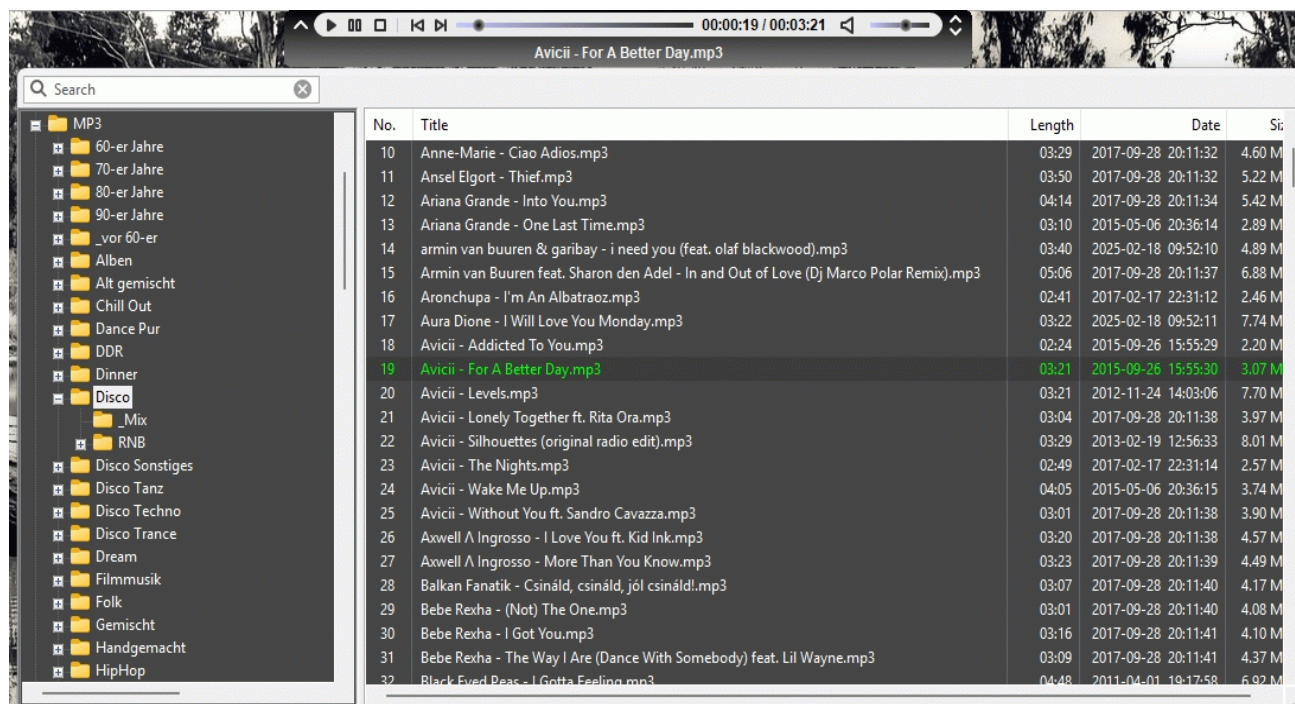 00:00:19 / 00:03:21
Avicii - For A Better Day.mp3
Search
MP3
60-er Jahre
70-er Jahre
80-er Jahre
90-er Jahre
_vor 60-er
Alben
Alt gemischt
Chill Out
Dance Pur
DDR
Dinner
Disco
_Mix
RNB
Disco Sonstiges
Disco Tanz
Disco Techno
Disco Trance
Dream
Filmmusik
Folk
Gemischt
Handgemacht
HipHop
No. Title Length Date
10 Anne-Marie - Ciao Adios.mp3 03:29 2017-09-28 20:11:32 4.60 M
11 Ansel Elgort - Thief.mp3 03:50 2017-09-28 20:11:32 5.22 M
12 Ariana Grande - Into You.mp3 04:14 2017-09-28 20:11:34 5.42 M
13 Ariana Grande - One Last Time.mp3 03:10 2015-05-06 20:36:14 2.89 M
14 armin van buuren & garibay - i need you (feat. olaf blackwood).mp3 03:40 2025-02-18 09:52:10 4.89 M
15 Armin van Buuren feat. Sharon den Adel - In and Out of Love (Dj Marco Polar Remix).mp3 05:06 2017-09-28 20:11:37 6.88 M
16 Aronchupa - I'm An Albatraoz.mp3 02:41 2017-02-17 22:31:12 2.46 M
17 Aura Dione - I Will Love You Monday.mp3 03:22 2025-02-18 09:52:11 7.74 M
18 Avicii - Addicted To You.mp3 02:24 2015-09-26 15:55:29 2.20 M
19 Avicii - For A Better Day.mp3 03:21 2015-09-26 15:55:30 3.07 M
20 Avicii - Levels.mp3 03:21 2012-11-24 14:03:06 7.70 M
21 Avicii - Lonely Together ft. Rita Ora.mp3 03:04 2017-09-28 20:11:38 3.97 M
22 Avicii - Silhouettes (original radio edit).mp3 03:29 2013-02-19 12:56:33 8.01 M
23 Avicii - The Nights.mp3 02:49 2017-02-17 22:31:14 2.57 M
24 Avicii - Wake Me Up.mp3 04:05 2015-05-06 20:36:15 3.74 M
25 Avicii - Without You ft. Sandro Cavazza.mp3 03:01 2017-09-28 20:11:38 3.90 M
26 Axwell Λ Ingrosso - I Love You ft. Kid Ink.mp3 03:20 2017-09-28 20:11:38 4.57 M
27 Axwell Λ Ingrosso - More Than You Know.mp3 03:23 2017-09-28 20:11:39 4.49 M
28 Balkan Fanatik - Csináld, csináld, jól csináld!.mp3 03:07 2017-09-28 20:11:40 4.17 M
29 Bebe Rexha - (Not) The One.mp3 03:01 2017-09-28 20:11:40 4.08 M
30 Bebe Rexha - I Got You.mp3 03:16 2017-09-28 20:11:41 4.10 M
31 Bebe Rexha - The Way I Are (Dance With Somebody) feat. Lil Wayne.mp3 03:09 2017-09-28 20:11:41 4.37 M
32 Black Eyed Peas - I Gotta Feeling.mp3 04:48 2011-04-01 19:17:58 6.92 M